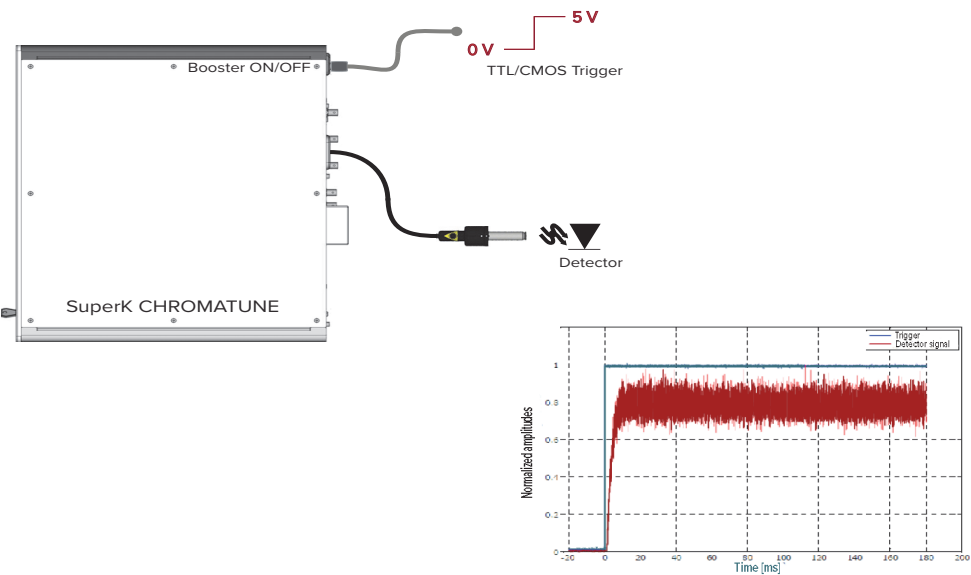 5 V
0 V
TTL/CMOS Trigger
Booster ON/OFF
Detector
SuperK CHROMATUNE
Trigger
Detector signal
Normalized amplitudes
1
0.8
0.6
0.4
0.2
0
-20 0 20 40 60 80 100 120 140 160 180 200
Time [ms]